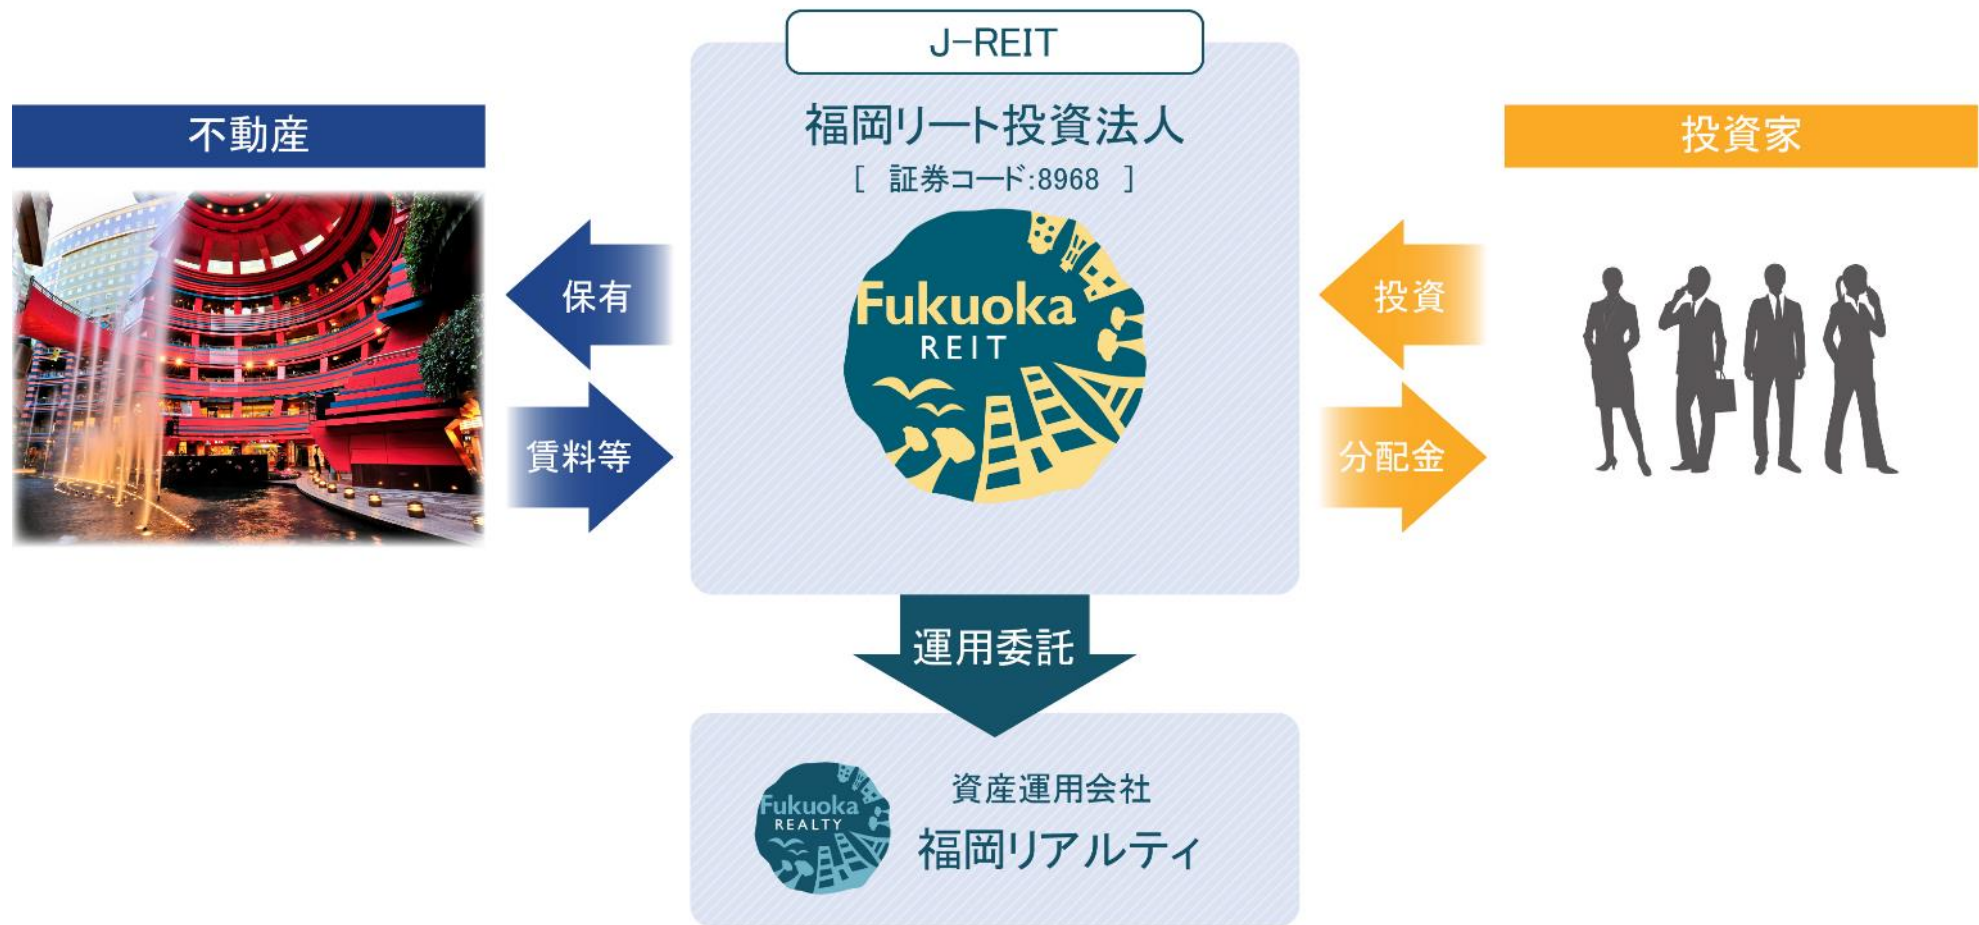 J-REIT
福岡リート投資法人
[ 証券コード:8968 ]
不動産
投資家
保有
賃料等
Fukuoka
REIT
投資
分配金
運用委託
Fukuoka
REALTY
資産運用会社
福岡リアルティ